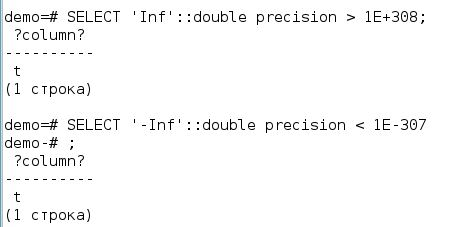 demo=# SELECT 'Inf'::double precision > 1E+308;
 ?column?
----------
 t
(1 строка)

demo=# SELECT '-Inf'::double precision < 1E-307
demo-# ;
 ?column?
----------
 t
(1 строка)